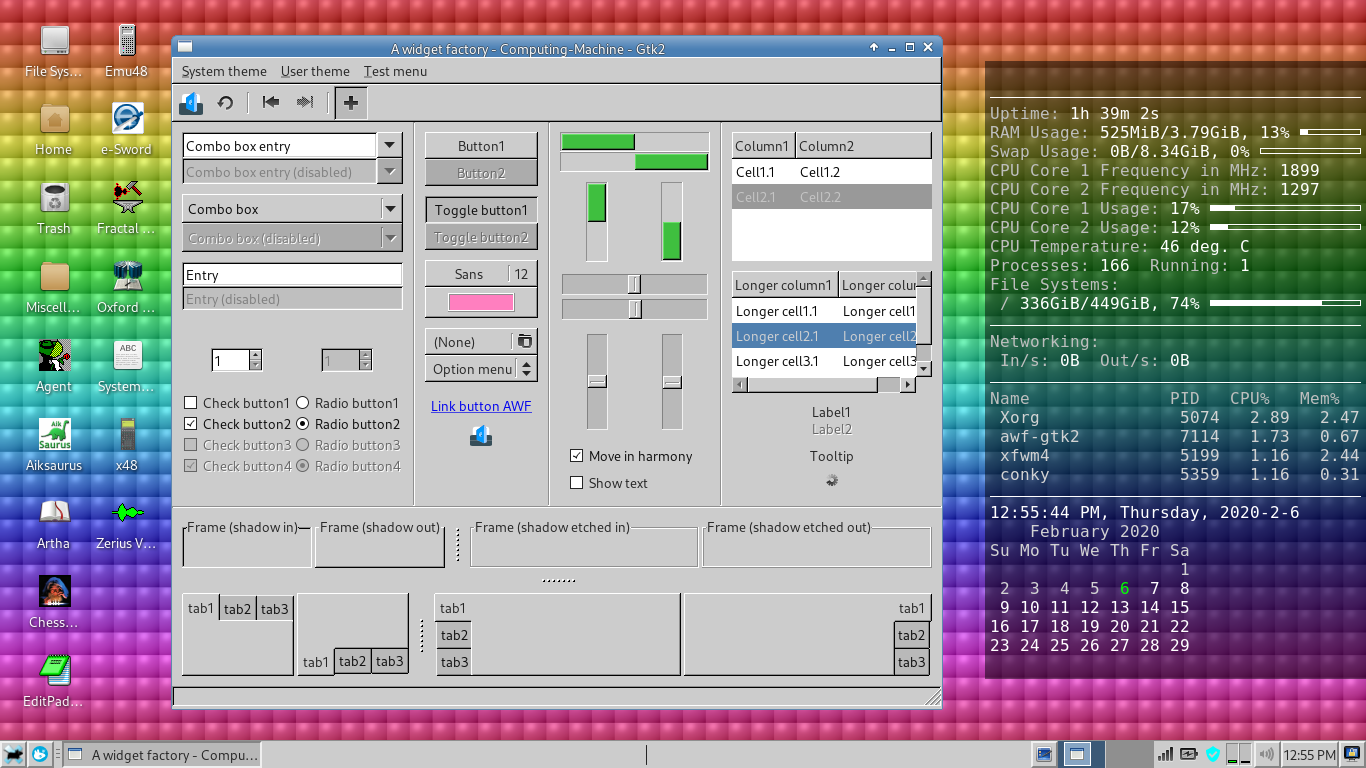 File Sys...
Emu48
Home
e-Sword
Trash
Fractal ...
Miscell...
Oxford ...
Agent
System...
ABC
Aiksaurus
Aik
Saurus
x48
Artha
Zerius V...
Chess...
EditPad...
A widget factory - Computing-Machine - Gtk2
System theme User theme Test menu
Combo box entry
Combo box entry (disabled)
Combo box
Combo box (disabled)
Entry
Entry (disabled)
1 1
Check button1 Radio button1
Check button2 Radio button2
Check button3 Radio button3
Check button4 Radio button4
Button1
Button2
Toggle button1
Toggle button2
Sans 12
(None)
Option menu
Link button AWF
Move in harmony
Show text
Column1 Column2
Cell1.1 Cell1.2
Cell2.1 Cell2.2
Longer column1 Longer colu
Longer cell1.1 Longer cell1
Longer cell2.1 Longer cell2
Longer cell3.1 Longer cell3
Label1
Label2
Tooltip
Frame (shadow in) Frame (shadow out) Frame (shadow etched in) Frame (shadow etched out)
tab1 tab2 tab3
tab1 tab2 tab3
tab1
tab2
tab3
tab1
tab2
tab3
Uptime: 1h 39m 2s
RAM Usage: 525MiB/3.79GiB, 13%
Swap Usage: 0B/8.34GiB, 0%
CPU Core 1 Frequency in MHz: 1899
CPU Core 2 Frequency in MHz: 1297
CPU Core 1 Usage: 17%
CPU Core 2 Usage: 12%
CPU Temperature: 46 deg. C
Processes: 166 Running: 1
File Systems:
/ 336GiB/449GiB, 74%
Networking:
In/s: 0B Out/s: 0B
Name PID CPU% Mem%
Xorg 5074 2.89 2.47
awf-gtk2 7114 1.73 0.67
xfwm4 5199 1.16 2.44
conky 5359 1.16 0.31
12:55:44 PM, Thursday, 2020-2-6
February 2020
Su Mo Tu We Th Fr Sa
1
2 3 4 5 6 7 8
9 10 11 12 13 14 15
16 17 18 19 20 21 22
23 24 25 26 27 28 29
A widget factory - Compu...
12:55 PM